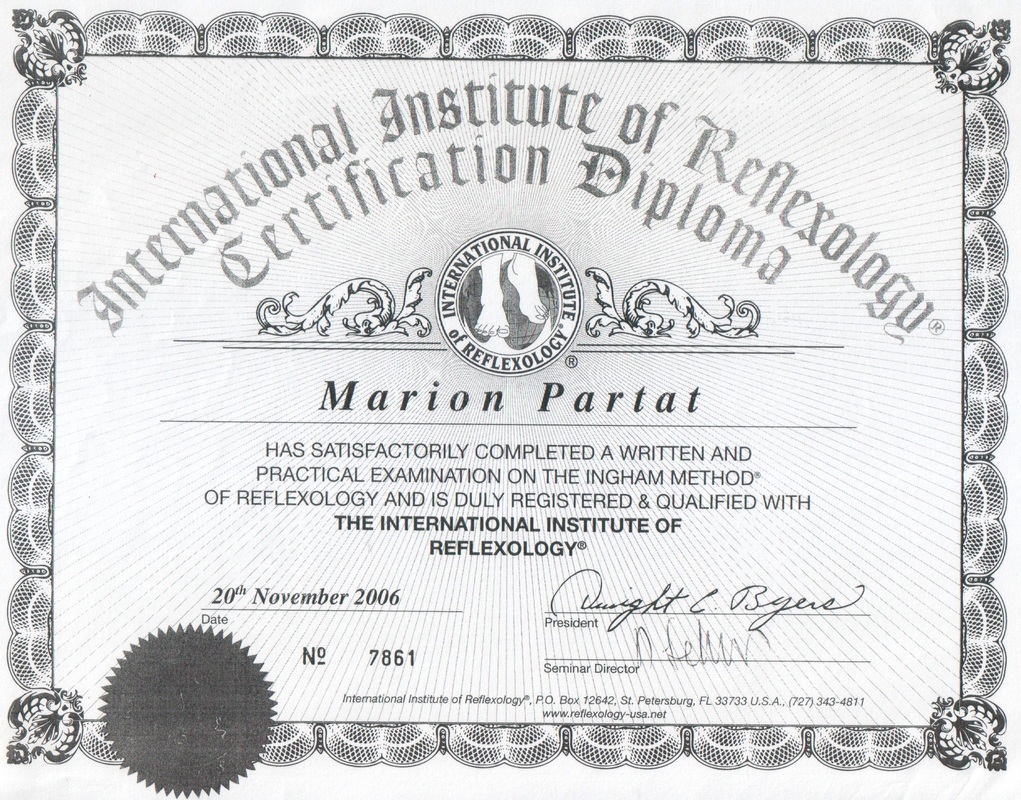 International Institute of Reflexology®
Certification Diploma
INTERNATIONAL INSTITUTE
of REFLEXOLOGY®
®
Marion Partat
HAS SATISFACTORILY COMPLETED A WRITTEN AND
PRACTICAL EXAMINATION ON THE INGHAM METHOD®
OF REFLEXOLOGY AND IS DULY REGISTERED & QUALIFIED WITH
THE INTERNATIONAL INSTITUTE OF
REFLEXOLOGY®
20th November 2006
Date
Dwight C. Byers
President
Nº 7861
Seminar Director
International Institute of Reflexology®, P.O. Box 12642, St. Petersburg, FL 33733 U.S.A., (727) 343-4811
www.reflexology-usa.net